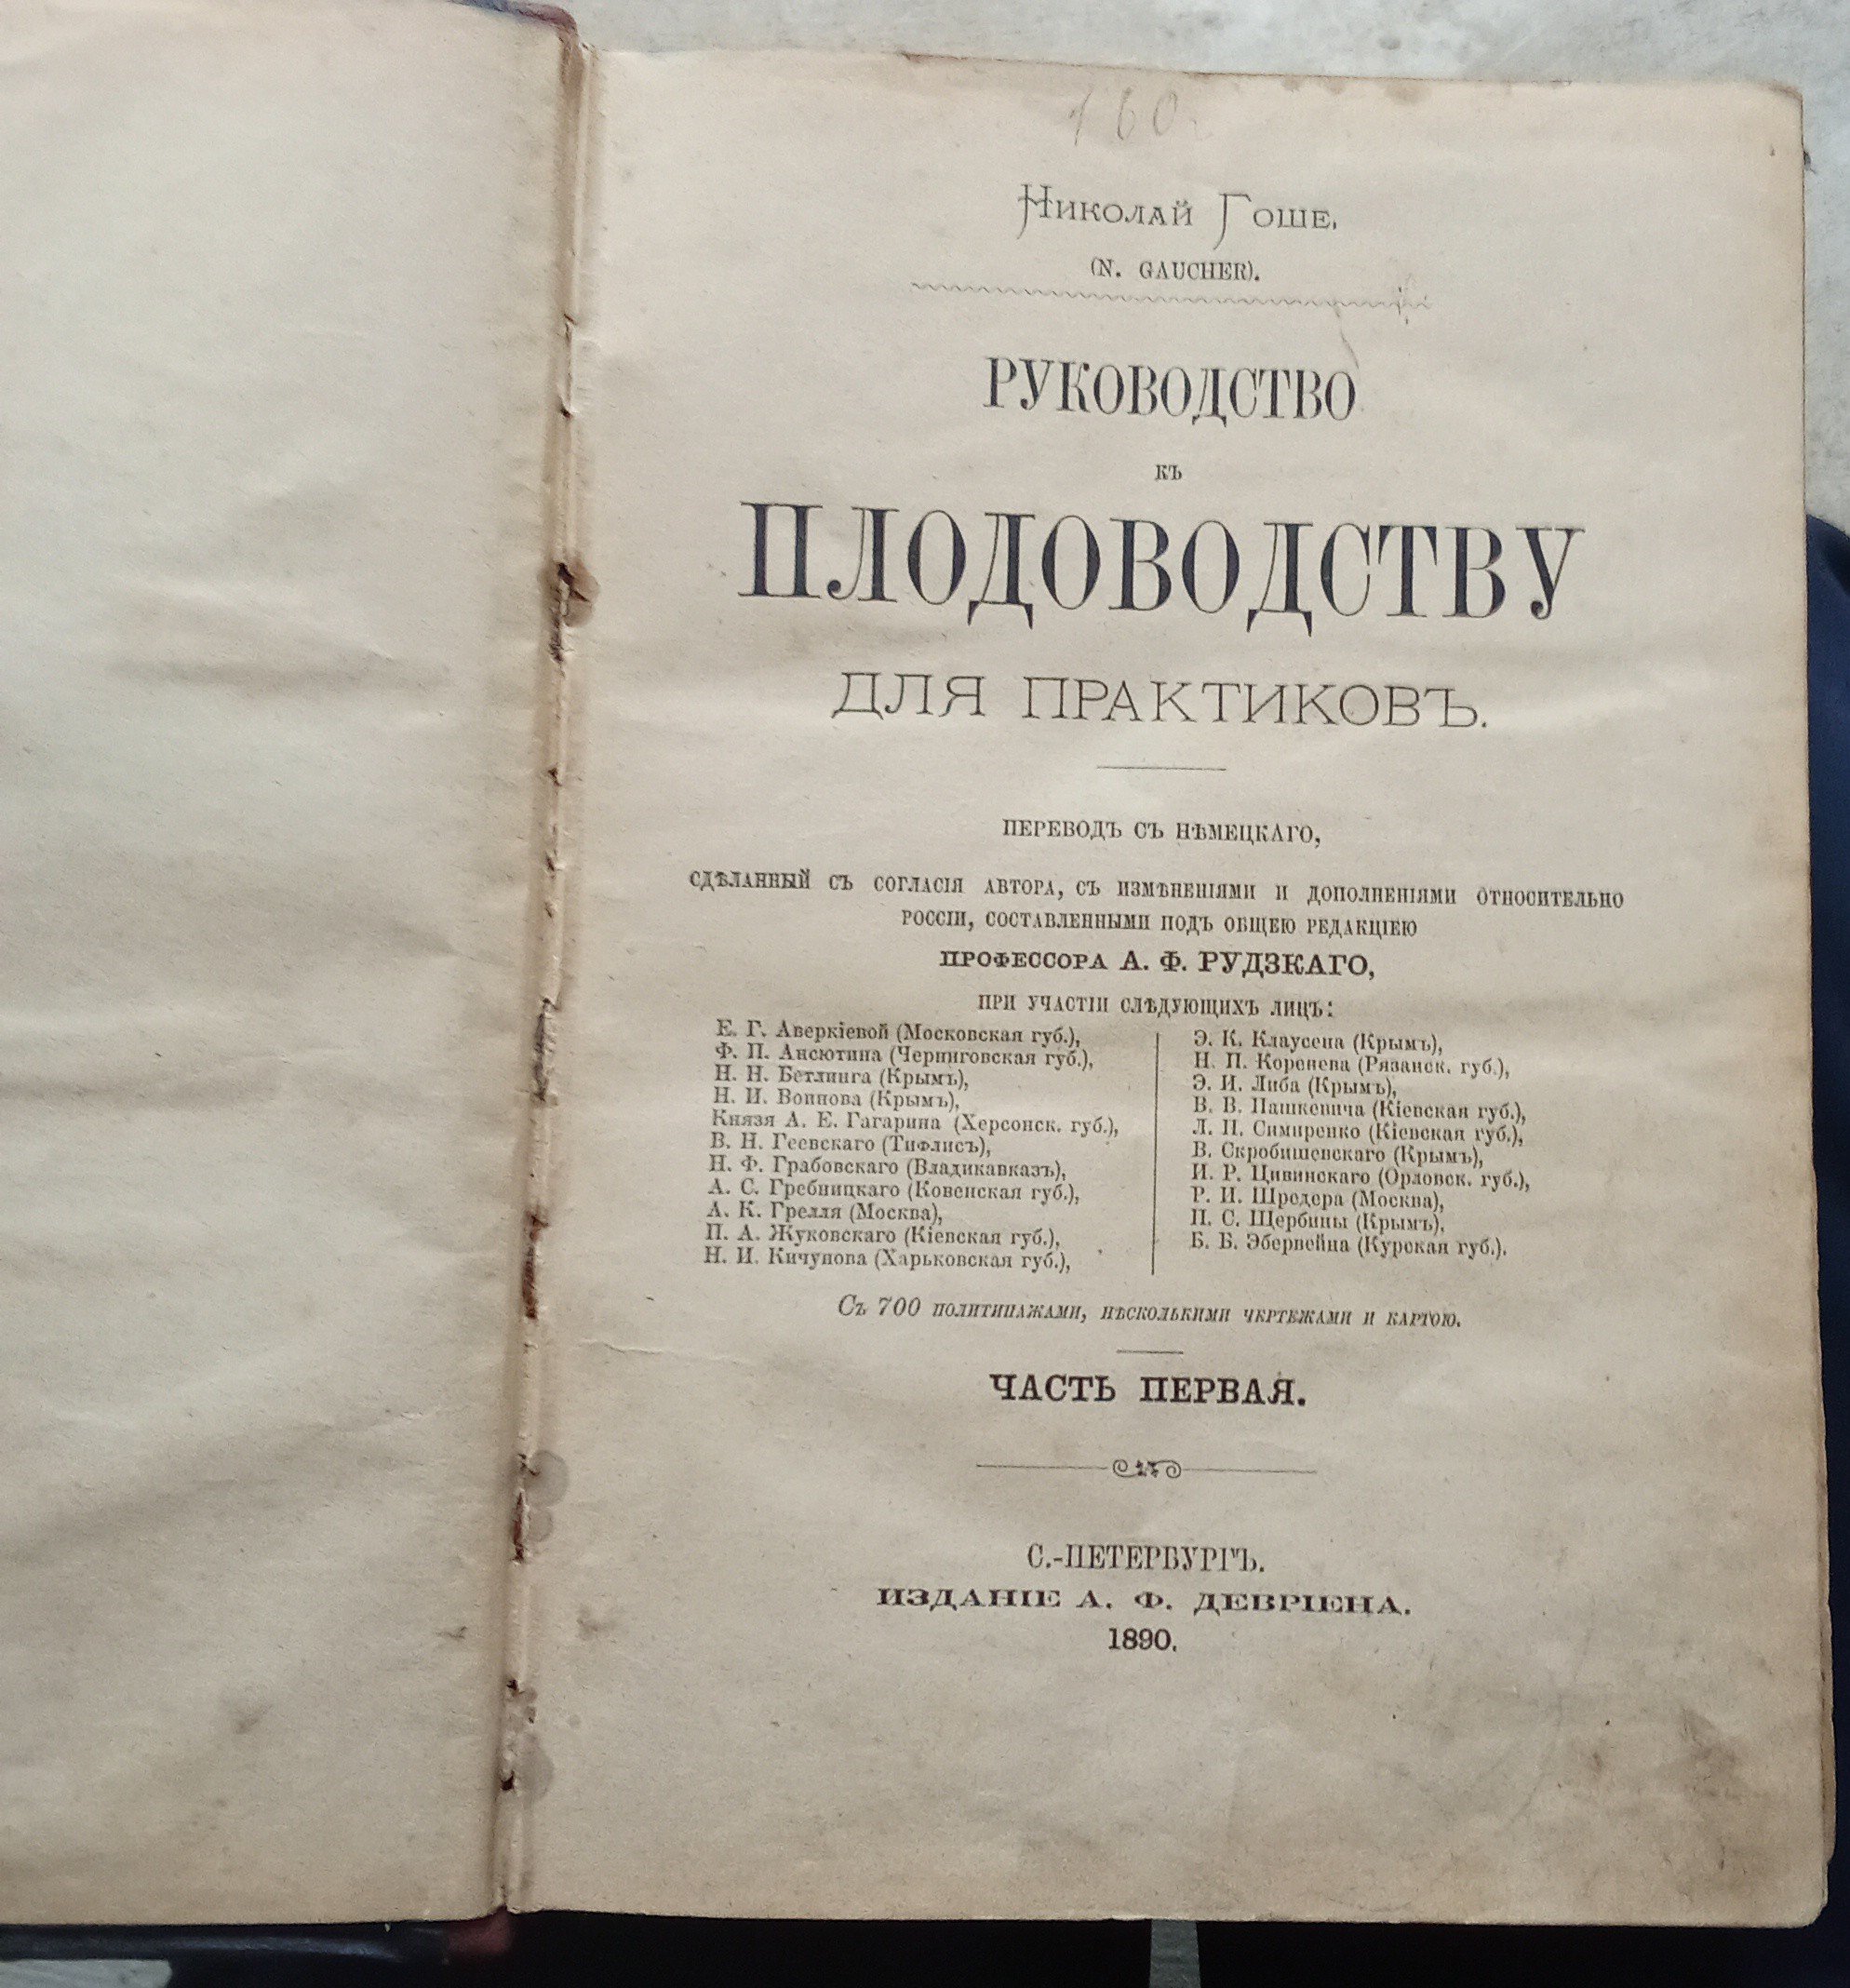 160.
Николай Гоше.
(N. GAUCHER).
РУКОВОДСТВО
КЪ
ПЛОДОВОДСТВУ
ДЛЯ ПРАКТИКОВЪ.
ПЕРЕВОДЪ СЪ НѢМЕЦКАГО,
СДѢЛАННЫЙ СЪ СОГЛАСІЯ АВТОРА, СЪ ИЗМѢНЕНІЯМИ И ДОПОЛНЕНІЯМИ ОТНОСИТЕЛЬНО
РОССІИ, СОСТАВЛЕННЫМИ ПОДЪ ОБЩЕЮ РЕДАКЦІЕЮ
ПРОФЕССОРА А. Ф. РУДЗКАГО,
ПРИ УЧАСТІИ СЛѢДУЮЩИХЪ ЛИЦЪ:
Е. Г. Аверкіевой (Московская губ.),
Ф. П. Ансютина (Черниговская губ.),
Н. Н. Бетлинга (Крымъ),
Н. И. Воинова (Крымъ),
Князя А. Е. Гагарина (Херсонск. губ.),
В. Н. Геевскаго (Тифлисъ),
Н. Ф. Грабовскаго (Владикавказъ),
А. С. Гребницкаго (Ковенская губ.),
А. К. Грелля (Москва),
П. А. Жуковскаго (Кіевская губ.),
Н. И. Кичунова (Харьковская губ.),
Э. К. Клаусена (Крымъ),
Н. П. Коренева (Рязанск. губ.),
Э. И. Либа (Крымъ),
В. В. Пашкевича (Кіевская губ.),
Л. П. Симиренко (Кіевская губ.),
В. Скробишевскаго (Крымъ),
И. Р. Цивинскаго (Орловск. губ.),
Р. И. Шредера (Москва),
П. С. Щербины (Крымъ),
Б. Б. Эбервейна (Курская губ.).
Съ 700 политипажами, нѣсколькими чертежами и картою.
ЧАСТЬ ПЕРВАЯ.
С.-ПЕТЕРБУРГЪ.
ИЗДАНІЕ А. Ф. ДЕВРІЕНА.
1890.